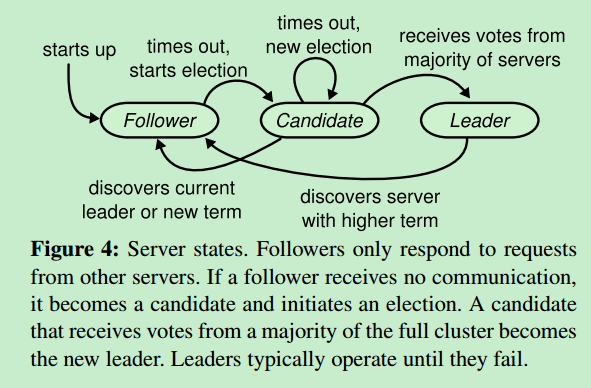 starts up
times out,
starts election
times out,
new election
receives votes from
majority of servers
Follower
Candidate
Leader
discovers current
leader or new term
discovers server
with higher term
Figure 4: Server states. Followers only respond to requests
from other servers. If a follower receives no communication,
it becomes a candidate and initiates an election. A candidate
that receives votes from a majority of the full cluster becomes
the new leader. Leaders typically operate until they fail.